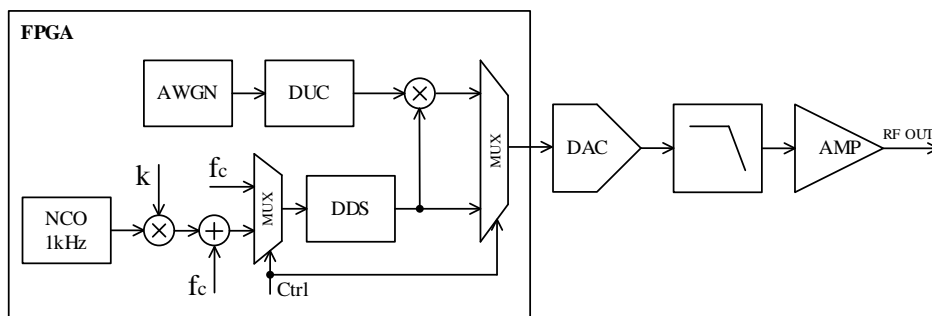 FPGA
AWGN
DUC
MUX
DAC
AMP
RF OUT
k
fc
MUX
DDS
NCO
1kHz
fc
Ctrl